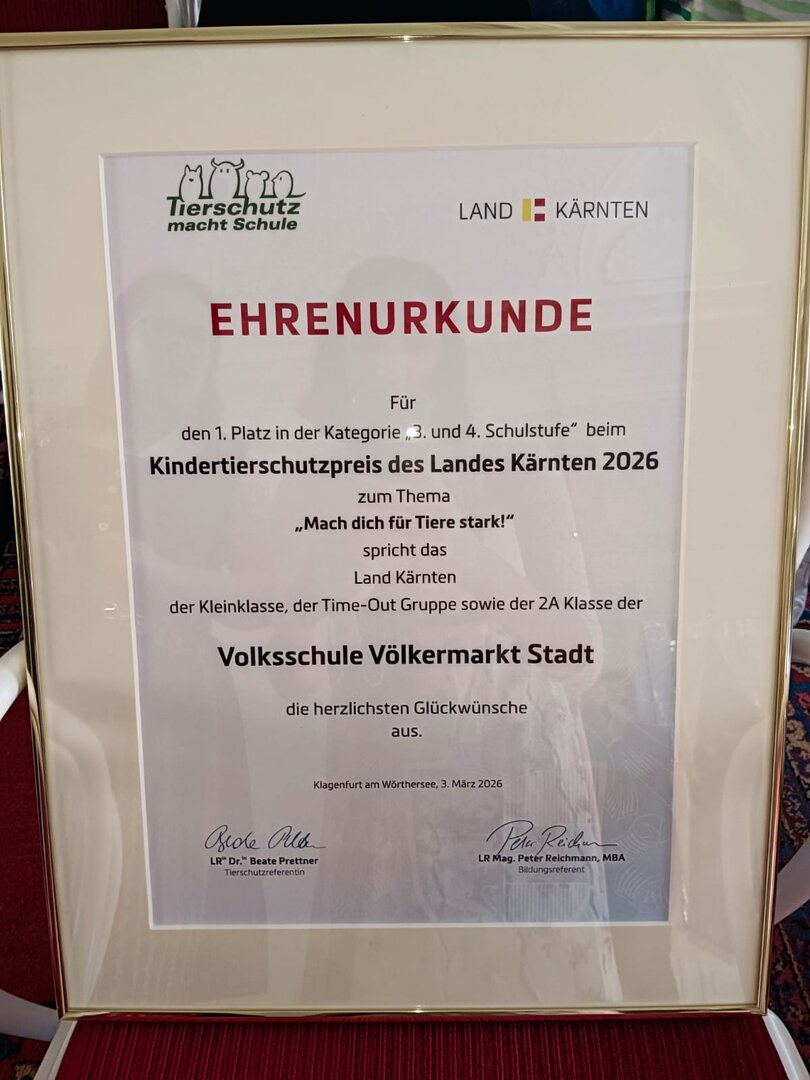 Tierschutz
macht Schule
LAND KÄRNTEN
EHRENURKUNDE
Für
den 1. Platz in der Kategorie „3. und 4. Schulstufe“ beim
Kindertierschutzpreis des Landes Kärnten 2026
zum Thema
„Mach dich für Tiere stark!“
spricht das
Land Kärnten
der Kleinklasse, der Time-Out Gruppe sowie der 2A Klasse der
Volksschule Völkermarkt Stadt
die herzlichsten Glückwünsche
aus.
Klagenfurt am Wörthersee, 3. März 2026
LRⁱⁿ Dr.ⁱⁿ Beate Prettner
Tierschutzreferentin
Peter Reichmann
LR Mag. Peter Reichmann, MBA
Bildungsreferent